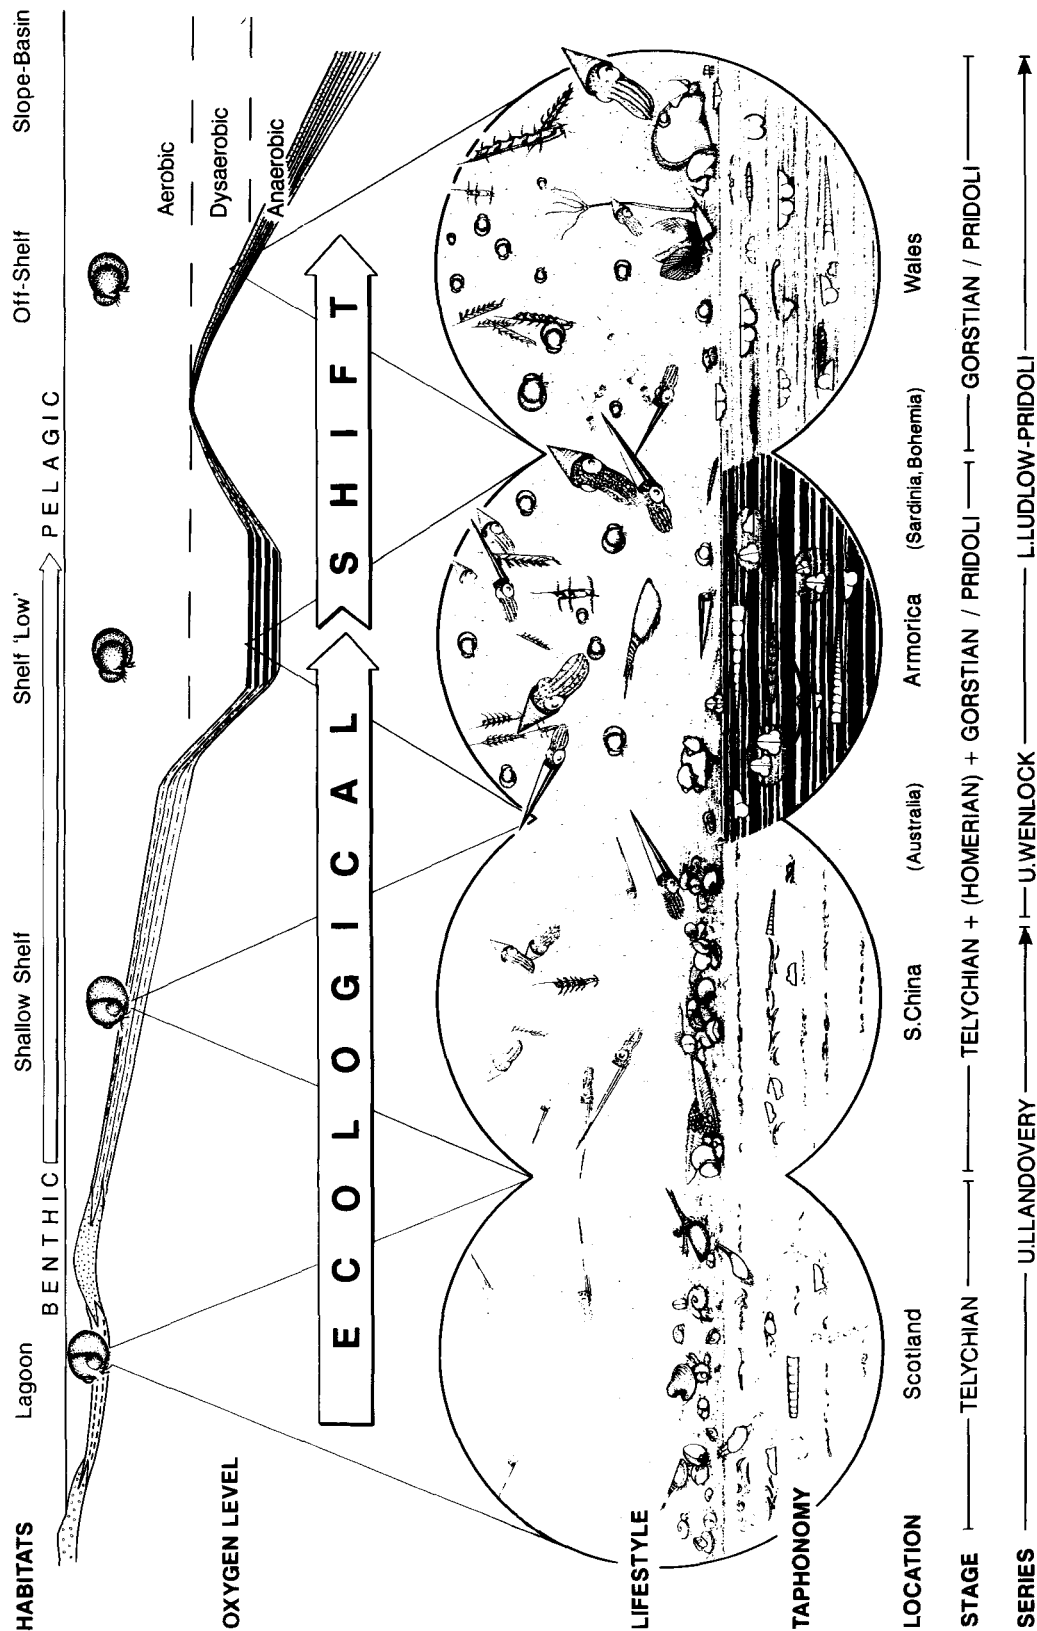 HABITATS Lagoon Shallow Shelf Shelf 'Low' Off-Shelf Slope-Basin
BENTHIC PELAGIC
Aerobic
OXYGEN LEVEL Dysaerobic
Anaerobic
ECOLOGICAL SHIFT
LIFESTYLE
TAPHONOMY
LOCATION Scotland S.China (Australia) Armorica (Sardinia, Bohemia) Wales
STAGE TELYCHIAN TELYCHIAN + (HOMERIAN) + GORSTIAN / PRIDOLI GORSTIAN / PRIDOLI
SERIES U.LLANDOVERY U.WENLOCK L.LUDLOW-PRIDOLI